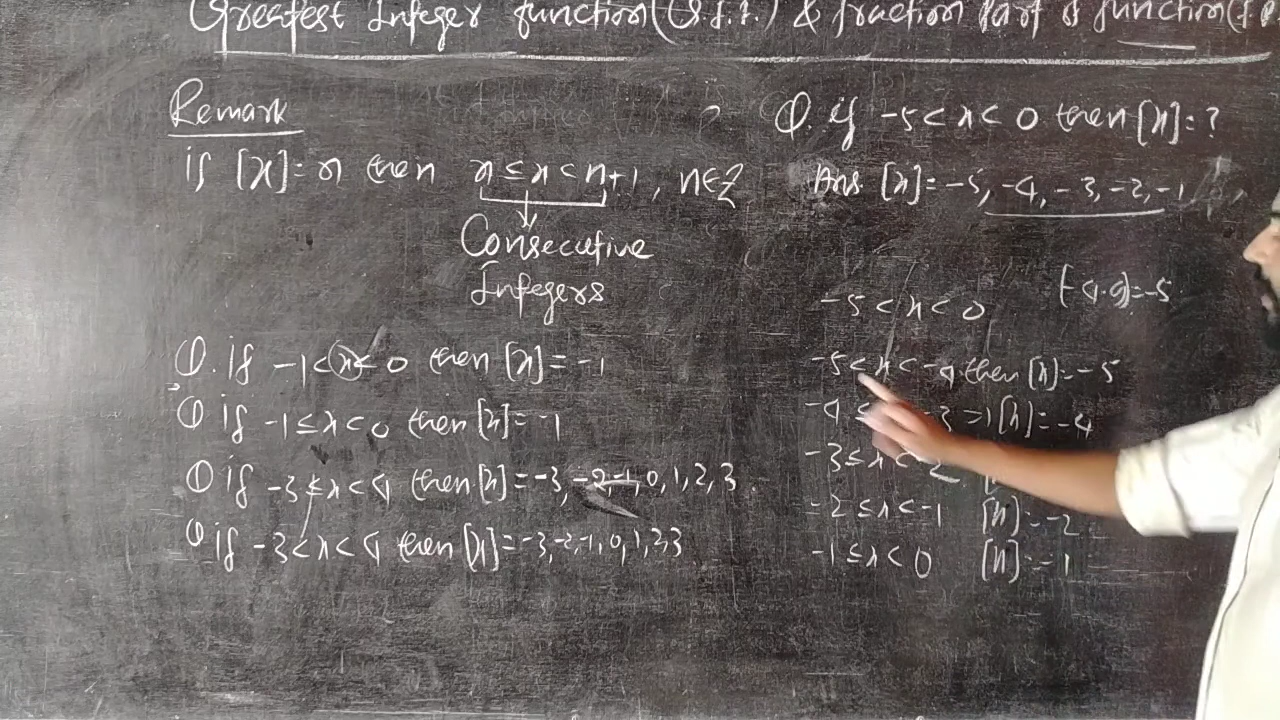 Greatest Integer function(G.I.F.) & fraction Part of function(F.P
Remark
if [x]=n then n ≤ x < n+1, n∈Z
Consecutive
Integers
Q. if -1<x<0 then [x]=-1
Q if -1≤x<0 then [x]=-1
Q if -3≤x<4 then [x]=-3,-2,-1,0,1,2,3
Q if -3<x<4 then [x]=-3,-2,-1,0,1,2,3
Q. if -5<x<0 then [x]=?
Ans. [x]=-5,-4,-3,-2,-1
-5<x<0
[-4.9]=-5
-5<x<-4 then [x]=-5
-4≤ -3 => [x]=-4
-3≤x<-2
-2≤x<-1 [x]=-2
-1≤x<0 [x]=-1